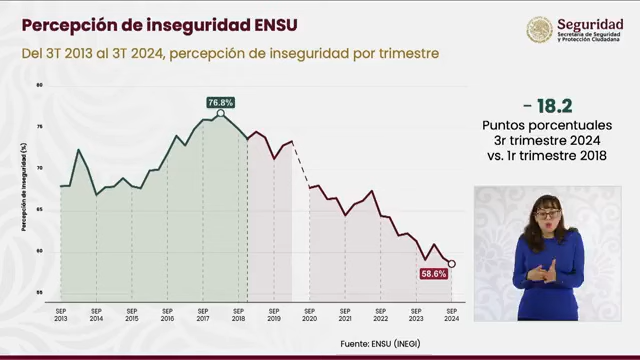 Percepción de inseguridad ENSU
Del 3T 2013 al 3T 2024, percepción de inseguridad por trimestre
Seguridad
Secretaría de Seguridad
y Protección Ciudadana
Percepción de Inseguridad (%)
80
75
70
65
60
55
76.8%
58.6%
SEP 2013
SEP 2014
SEP 2015
SEP 2016
SEP 2017
SEP 2018
SEP 2019
SEP 2020
SEP 2021
SEP 2022
SEP 2023
SEP 2024
- 18.2
Puntos porcentuales
3r trimestre 2024
vs. 1r trimestre 2018
Fuente: ENSU (INEGI)